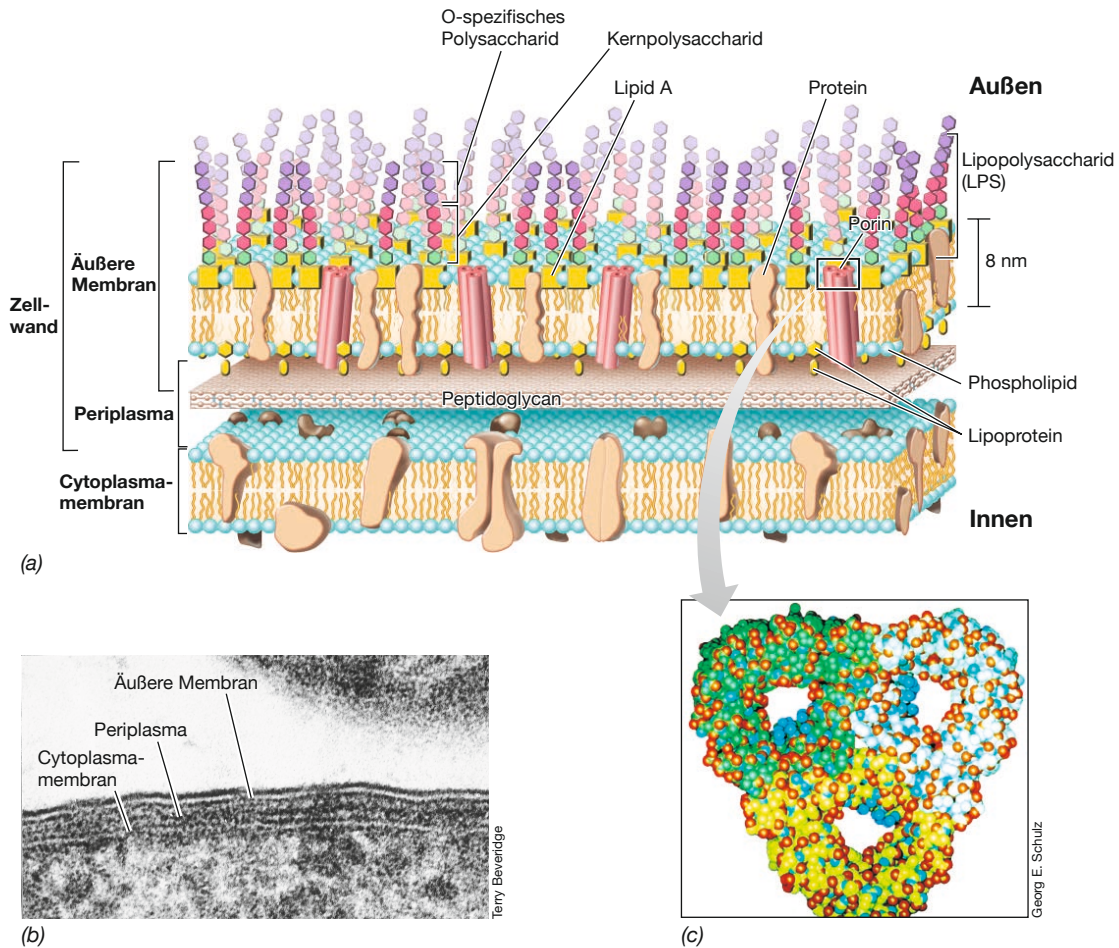 O-spezifisches
Polysaccharid
Kernpolysaccharid
Lipid A
Protein
Außen
Lipopolysaccharid
(LPS)
Porin
8 nm
Äußere
Membran
Zell-
wand
Phospholipid
Peptidoglycan
Periplasma
Lipoprotein
Cytoplasma-
membran
Innen
(a)
Äußere Membran
Periplasma
Cytoplasma-
membran
Terry Beveridge
(b)
Georg E. Schulz
(c)